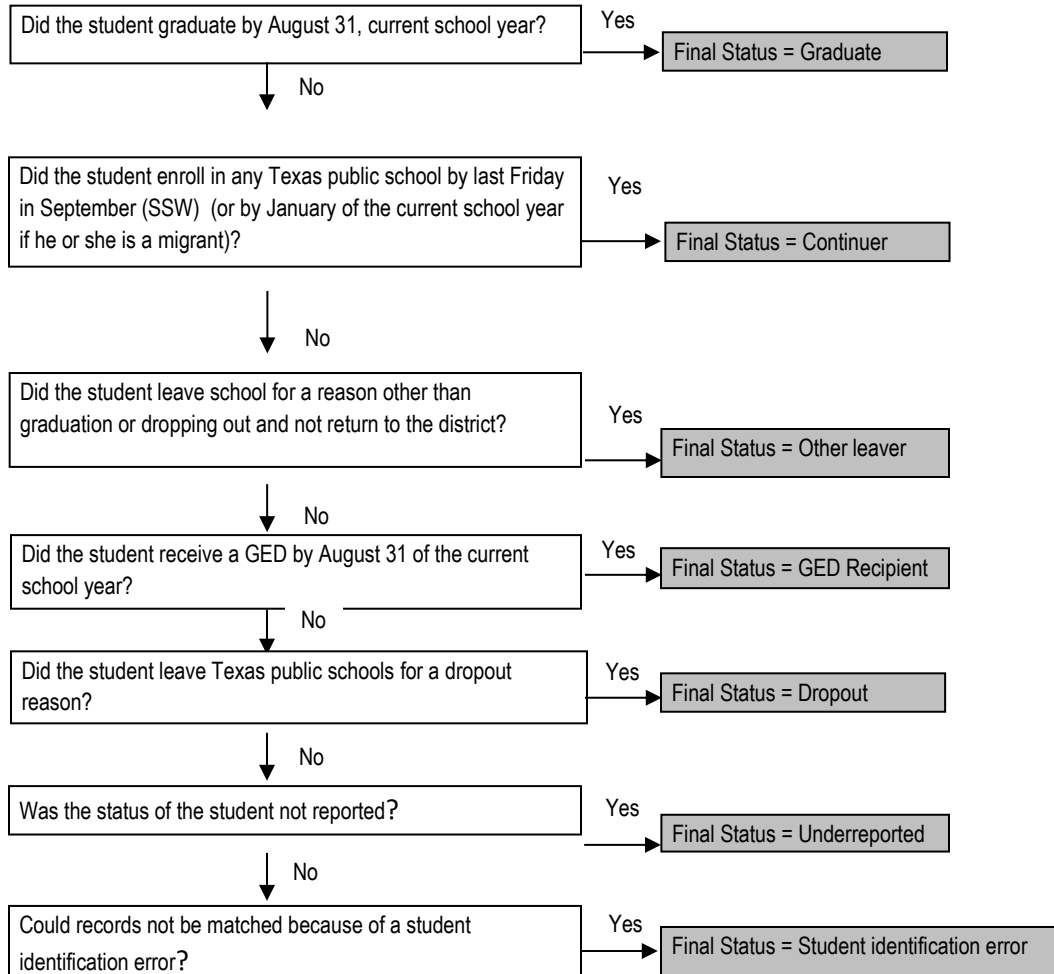 Did the student graduate by August 31, current school year?
Yes
Final Status = Graduate
No
Did the student enroll in any Texas public school by last Friday
in September (SSW)  (or by January of the current school year
if he or she is a migrant)?
Yes
Final Status = Continuer
No
Did the student leave school for a reason other than
graduation or dropping out and not return to the district?
Yes
Final Status = Other leaver
No
Did the student receive a GED by August 31 of the current
school year?
Yes
Final Status = GED Recipient
No
Did the student leave Texas public schools for a dropout
reason?
Yes
Final Status = Dropout
No
Was the status of the student not reported?
Yes
Final Status = Underreported
No
Could records not be matched because of a student
identification error?
Yes
Final Status = Student identification error